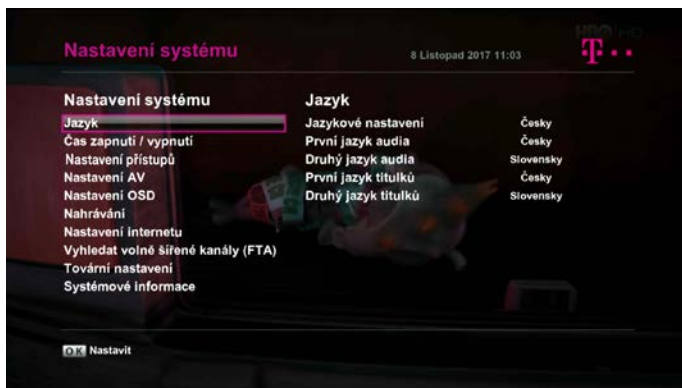 HBO HD
Nastavení systému
8 Listopad 2017 11:03
T
Nastavení systému
Jazyk
Jazyk
Jazykové nastavení Česky
Čas zapnutí / vypnutí
První jazyk audia Česky
Nastavení přístupů
Druhý jazyk audia Slovensky
Nastavení AV
První jazyk titulků Česky
Nastavení OSD
Druhý jazyk titulků Slovensky
Nahrávání
Nastavení internetu
Vyhledat volně šířené kanály (FTA)
Tovární nastavení
Systémové informace
OK Nastavit